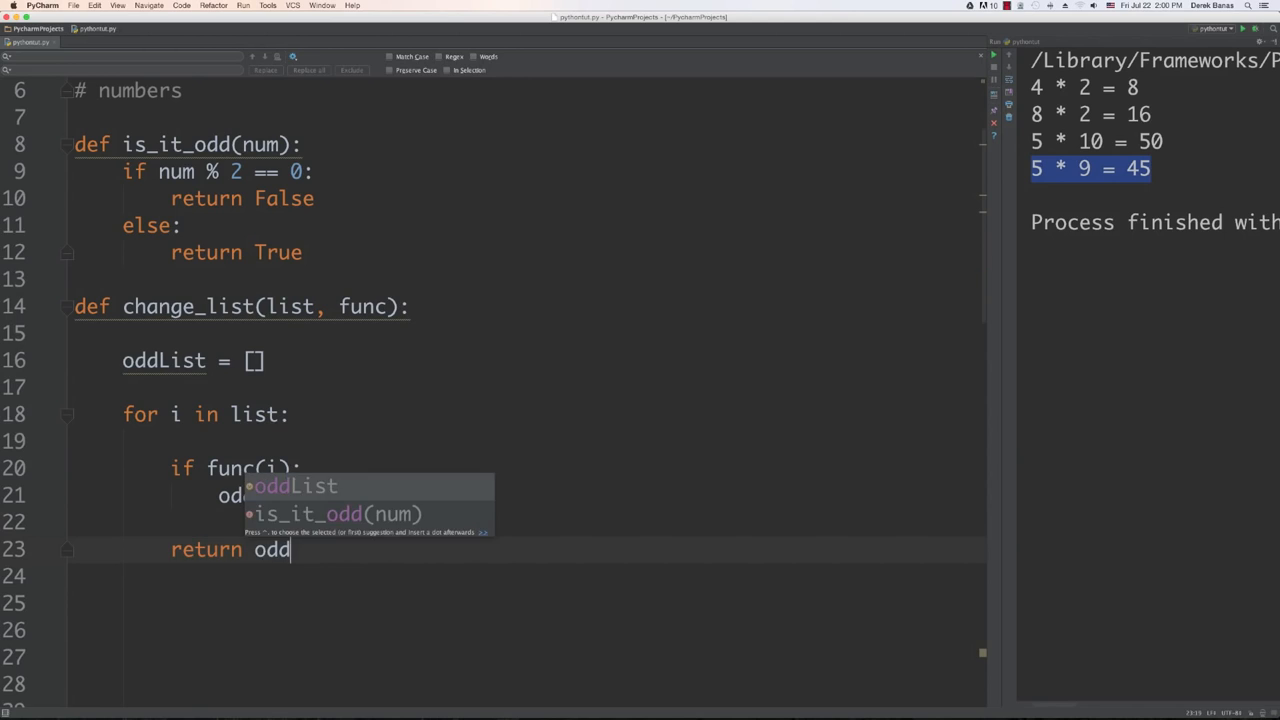 PyCharm File Edit View Navigate Code Refactor Run Tools VCS Window Help
10 Fri Jul 22 2:00 PM Derek Banas
pythontut.py - PycharmProjects - [~/PycharmProjects]
PycharmProjects pythontut.py pythontut
pythontut.py
Run pythontut
Match Case Regex Words
Replace Replace all Exclude Preserve Case In Selection
6 # numbers
7
8 def is_it_odd(num):
9 if num % 2 == 0:
10 return False
11 else:
12 return True
13
14 def change_list(list, func):
15
16 oddList = []
17
18 for i in list:
19
20 if func(i):
21 odd
22
23 return odd
24
25
26
27
28
oddList
is_it_odd(num)
Press ^. to choose the selected (or first) suggestion and insert a dot afterwards >>
/Library/Frameworks/P
4 * 2 = 8
8 * 2 = 16
5 * 10 = 50
5 * 9 = 45
Process finished with
23:19 LF÷ UTF-8÷